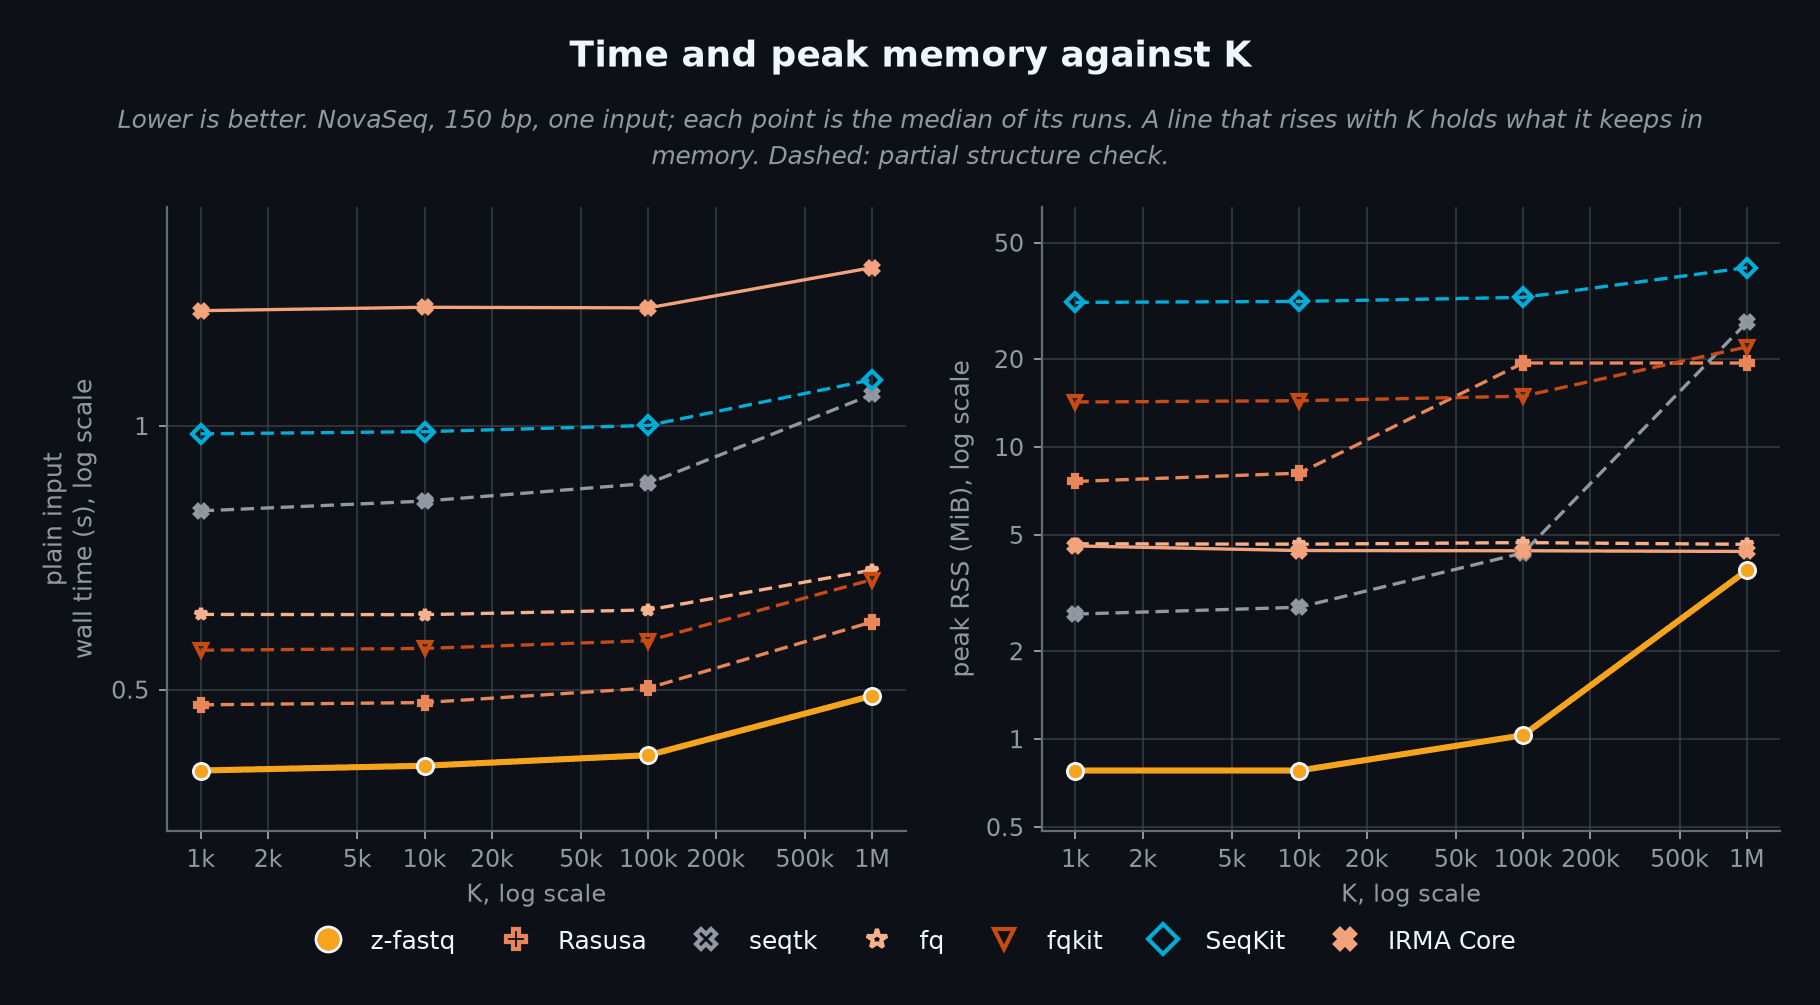 Time and peak memory against K
Lower is better. NovaSeq, 150 bp, one input; each point is the median of its runs. A line that rises with K holds what it keeps in
memory. Dashed: partial structure check.
plain input
wall time (s), log scale
1
0.5
1k 2k 5k 10k 20k 50k 100k 200k 500k 1M
K, log scale
peak RSS (MiB), log scale
50
20
10
5
2
1
0.5
1k 2k 5k 10k 20k 50k 100k 200k 500k 1M
K, log scale
z-fastq Rasusa seqtk fq fqkit SeqKit IRMA Core